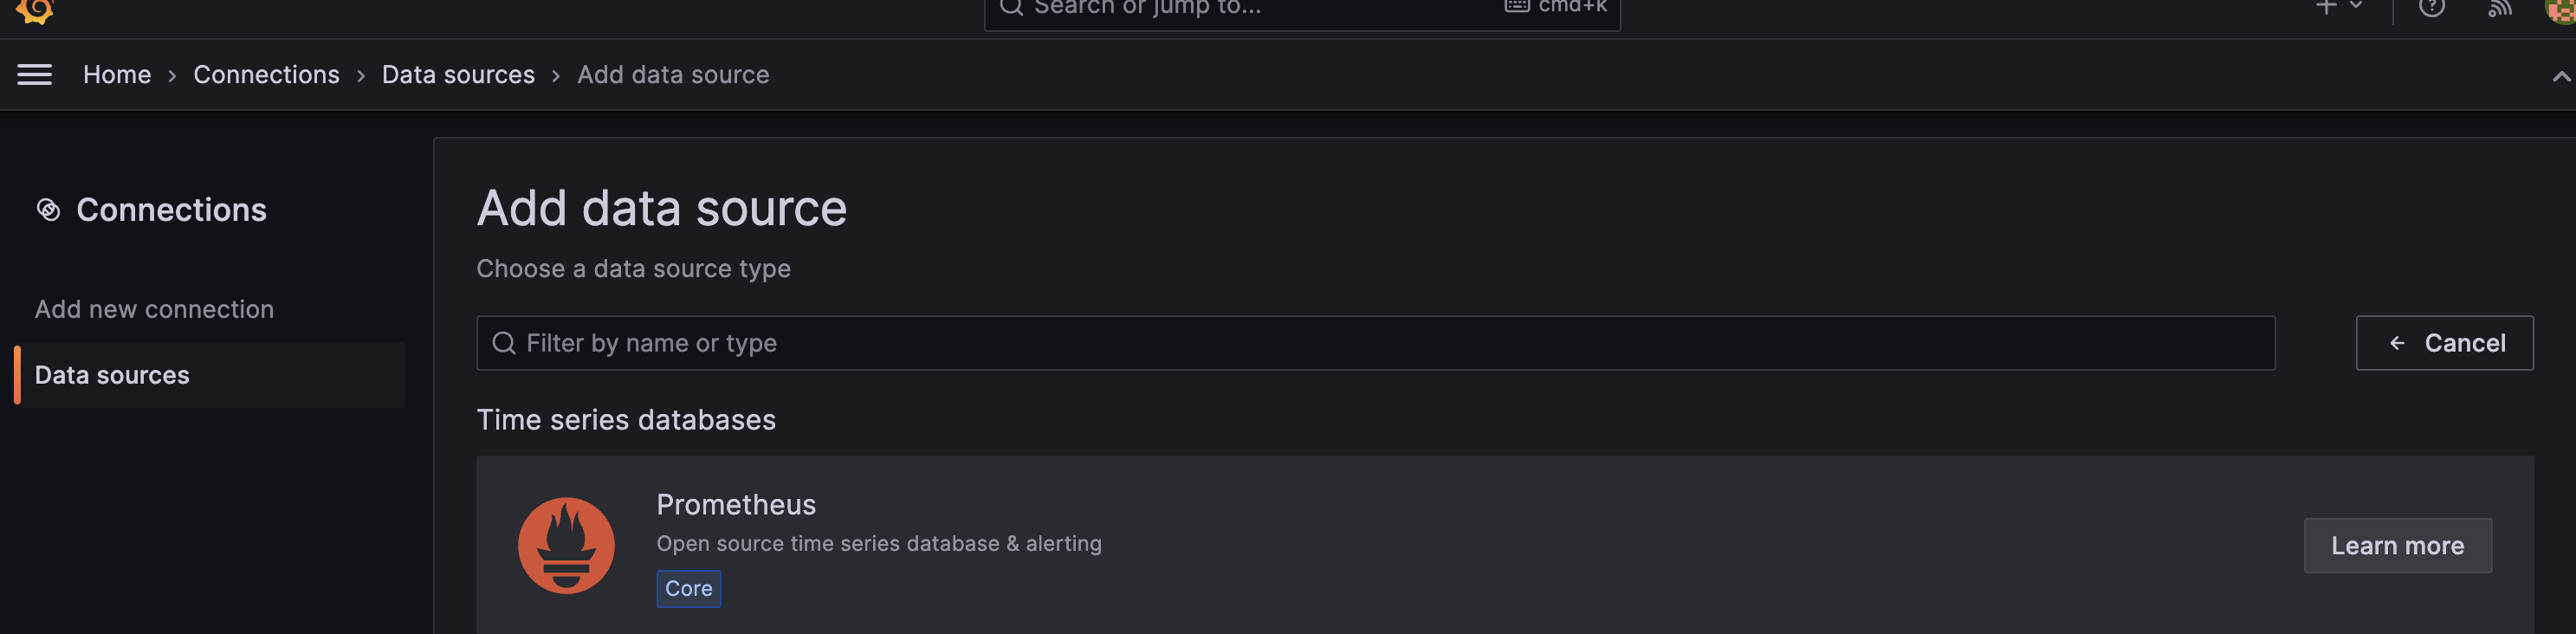 Search or jump to...
cmd+k
Home › Connections › Data sources › Add data source
Connections
Add new connection
Data sources
Add data source
Choose a data source type
Filter by name or type
Cancel
Time series databases
Prometheus
Open source time series database & alerting
Core
Learn more